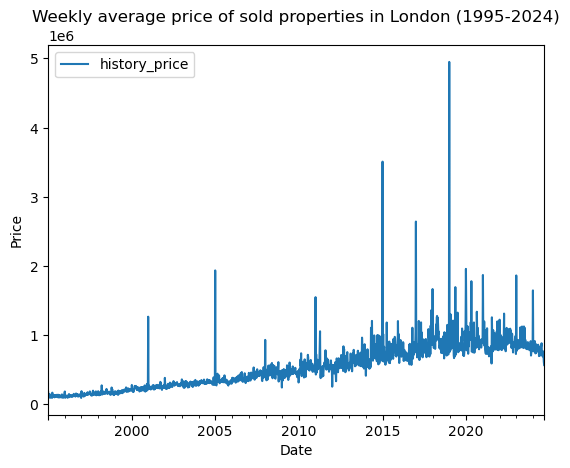 Weekly average price of sold properties in London (1995-2024)
1e6
history_price
5
4
3
2
1
0
Price
2000
2005
2010
2015
2020
Date